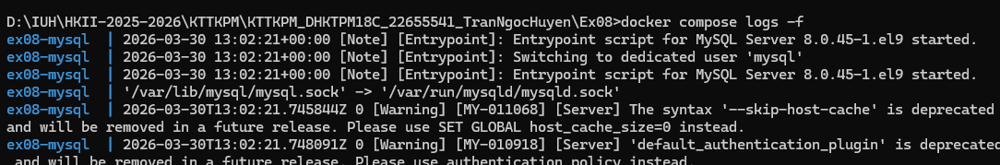 D:\IUH\HKII-2025-2026\KTTKPM\KTTKPM_DHKTPM18C_22655541_TranNgocHuyen\Ex08>docker compose logs -f
ex08-mysql | 2026-03-30 13:02:21+00:00 [Note] [Entrypoint]: Entrypoint script for MySQL Server 8.0.45-1.el9 started.
ex08-mysql | 2026-03-30 13:02:21+00:00 [Note] [Entrypoint]: Switching to dedicated user 'mysql'
ex08-mysql | 2026-03-30 13:02:21+00:00 [Note] [Entrypoint]: Entrypoint script for MySQL Server 8.0.45-1.el9 started.
ex08-mysql | '/var/lib/mysql/mysql.sock' -> '/var/run/mysqld/mysqld.sock'
ex08-mysql | 2026-03-30T13:02:21.745844Z 0 [Warning] [MY-011068] [Server] The syntax '--skip-host-cache' is deprecated
and will be removed in a future release. Please use SET GLOBAL host_cache_size=0 instead.
ex08-mysql | 2026-03-30T13:02:21.748091Z 0 [Warning] [MY-010918] [Server] 'default_authentication_plugin' is deprecated
and will be removed in a future release. Please use authentication_policy instead.